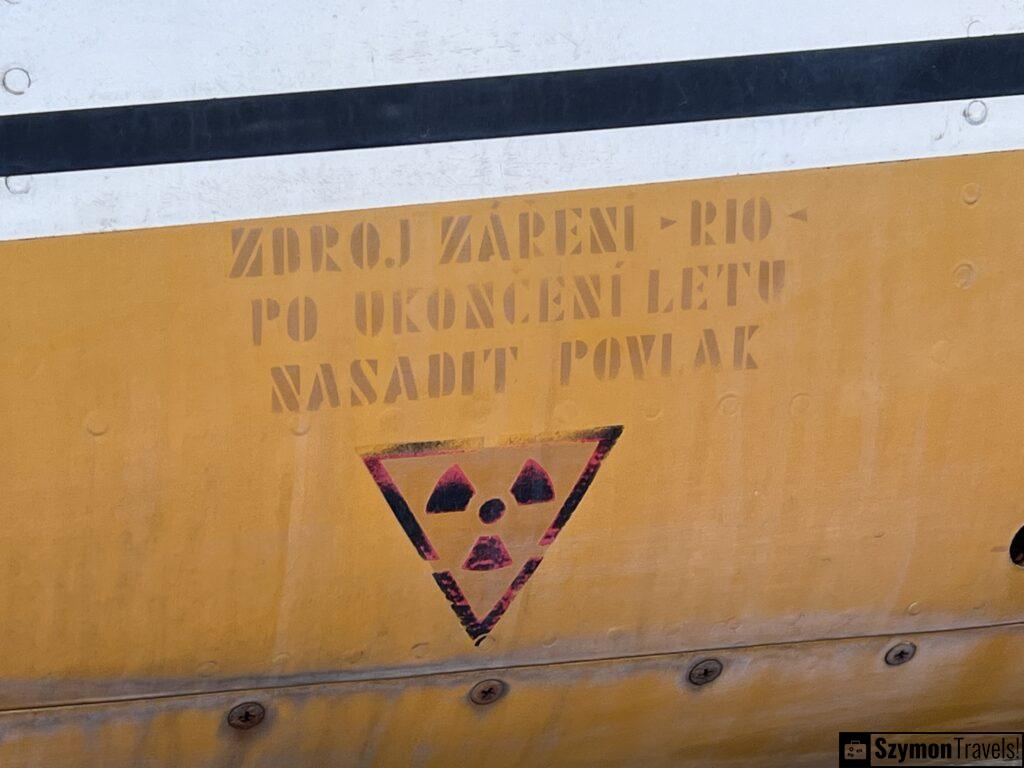 ZDROJ ZÁŘENÍ ►RIO◄
PO UKONČENÍ LETU
NASADIT POVLAK
SzymonTravels!